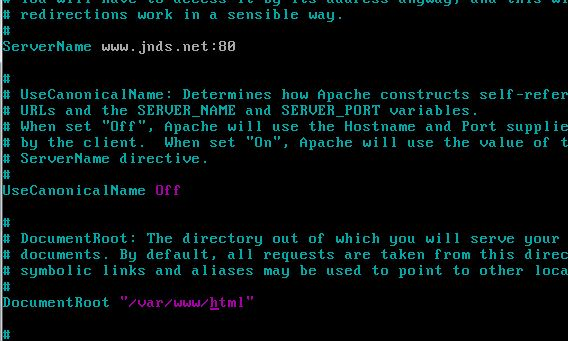 # You will have to access it by its address anyway, and this wi
# redirections work in a sensible way.
#
ServerName www.jnds.net:80
#
# UseCanonicalName: Determines how Apache constructs self-refer
# URLs and the SERVER_NAME and SERVER_PORT variables.
# When set "Off", Apache will use the Hostname and Port supplie
# by the client.  When set "On", Apache will use the value of t
# ServerName directive.
#
UseCanonicalName Off
#
# DocumentRoot: The directory out of which you will serve your
# documents. By default, all requests are taken from this direc
# symbolic links and aliases may be used to point to other loca
#
DocumentRoot "/var/www/html"
#